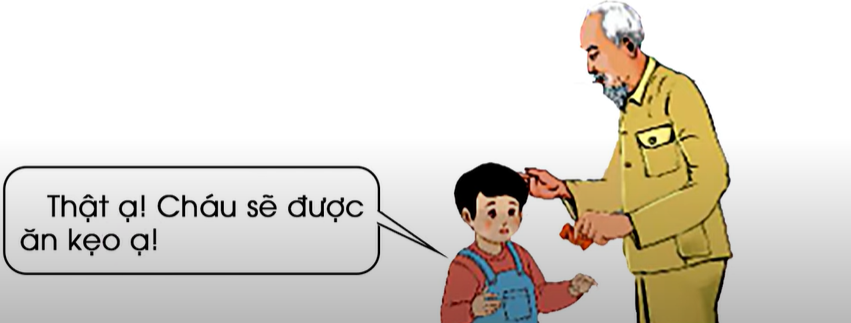 Thật ạ! Cháu sẽ được
ăn kẹo ạ!